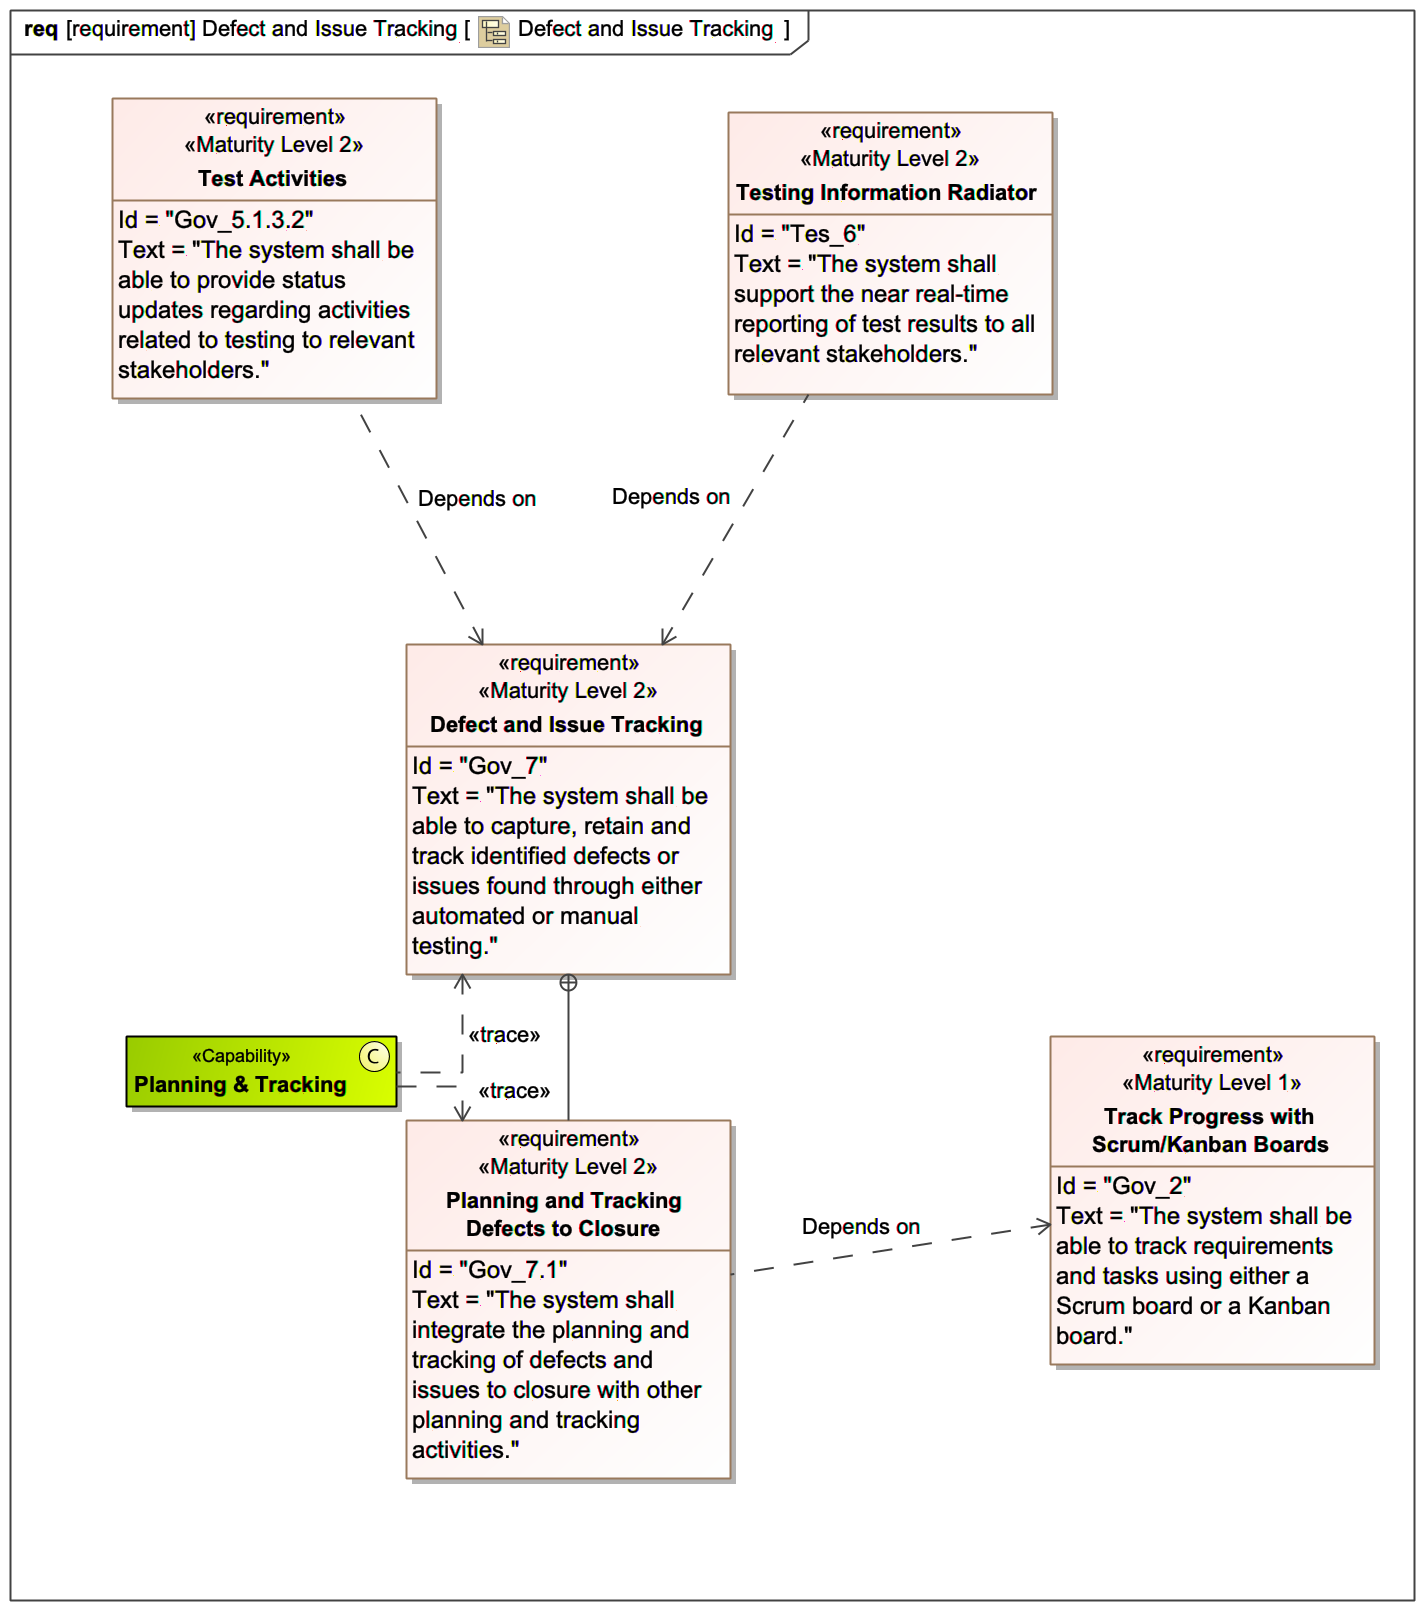 req [requirement] Defect and Issue Tracking [ Defect and Issue Tracking ]
«requirement»
«Maturity Level 2»
Test Activities
Id = "Gov_5.1.3.2"
Text = "The system shall be
able to provide status
updates regarding activities
related to testing to relevant
stakeholders."
«requirement»
«Maturity Level 2»
Testing Information Radiator
Id = "Tes_6"
Text = "The system shall
support the near real-time
reporting of test results to all
relevant stakeholders."
Depends on
Depends on
«requirement»
«Maturity Level 2»
Defect and Issue Tracking
Id = "Gov_7"
Text = "The system shall be
able to capture, retain and
track identified defects or
issues found through either
automated or manual
testing."
«trace»
«Capability»
C
Planning & Tracking
«trace»
«requirement»
«Maturity Level 2»
Planning and Tracking
Defects to Closure
Id = "Gov_7.1"
Text = "The system shall
integrate the planning and
tracking of defects and
issues to closure with other
planning and tracking
activities."
Depends on
«requirement»
«Maturity Level 1»
Track Progress with
Scrum/Kanban Boards
Id = "Gov_2"
Text = "The system shall be
able to track requirements
and tasks using either a
Scrum board or a Kanban
board."